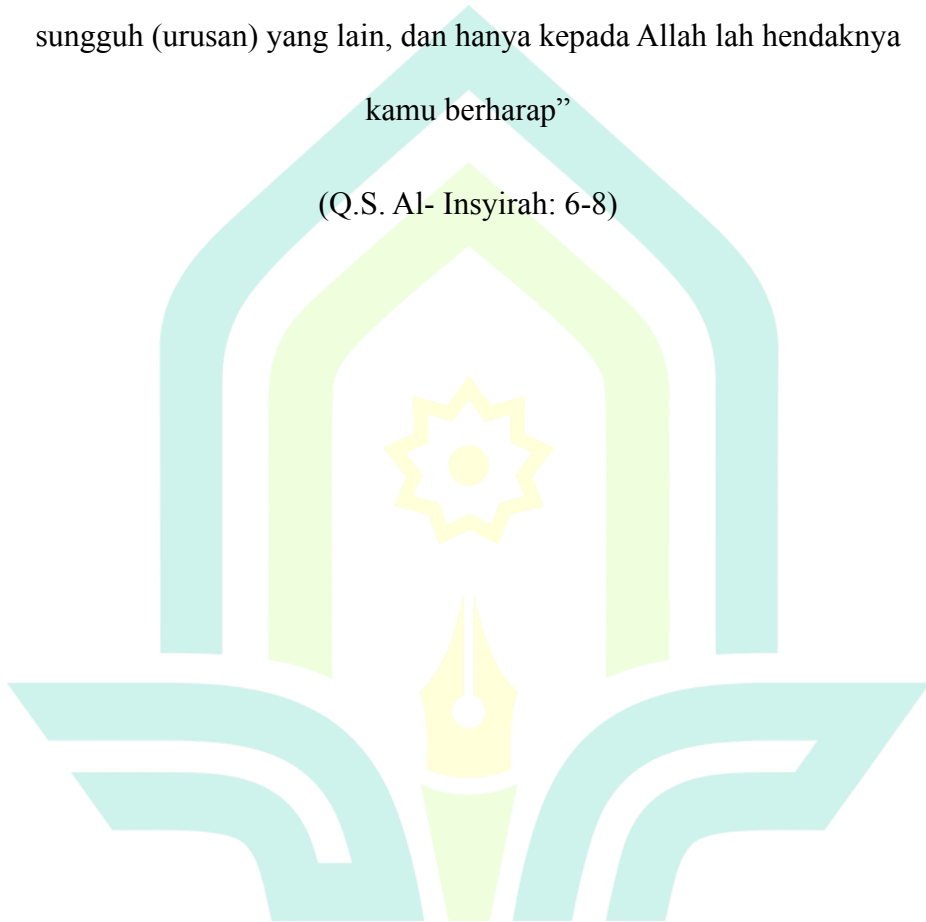 sungguh (urusan) yang lain, dan hanya kepada Allah lah hendaknya
kamu berharap”
(Q.S. Al- Insyirah: 6-8)